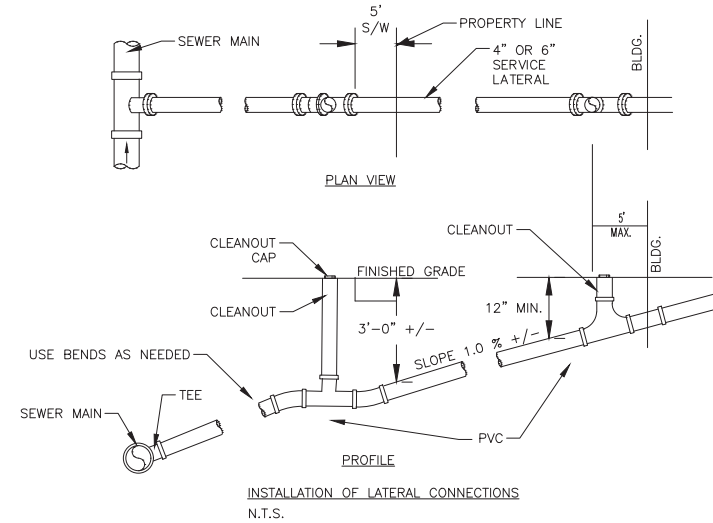 5'
S/W
PROPERTY LINE
SEWER MAIN
4" OR 6"
SERVICE
LATERAL
BLDG.
PLAN VIEW
5'
MAX.
BLDG.
CLEANOUT
CLEANOUT
CAP
FINISHED GRADE
CLEANOUT
12" MIN.
3'-0" +/-
SLOPE 1.0 % +/-
USE BENDS AS NEEDED
TEE
SEWER MAIN
PVC
PROFILE
INSTALLATION OF LATERAL CONNECTIONS
N.T.S.